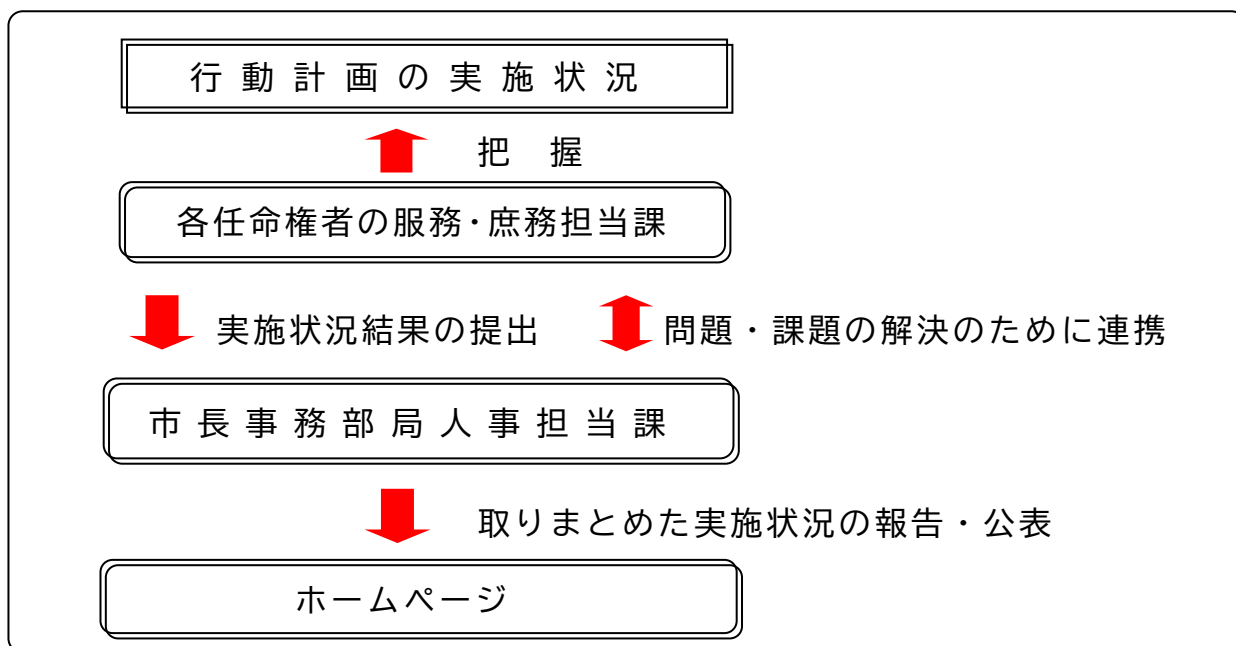 行動計画の実施状況
把　握
各任命権者の服務･庶務担当課
実施状況結果の提出
問題・課題の解決のために連携
市長事務部局人事担当課
取りまとめた実施状況の報告・公表
ホームページ